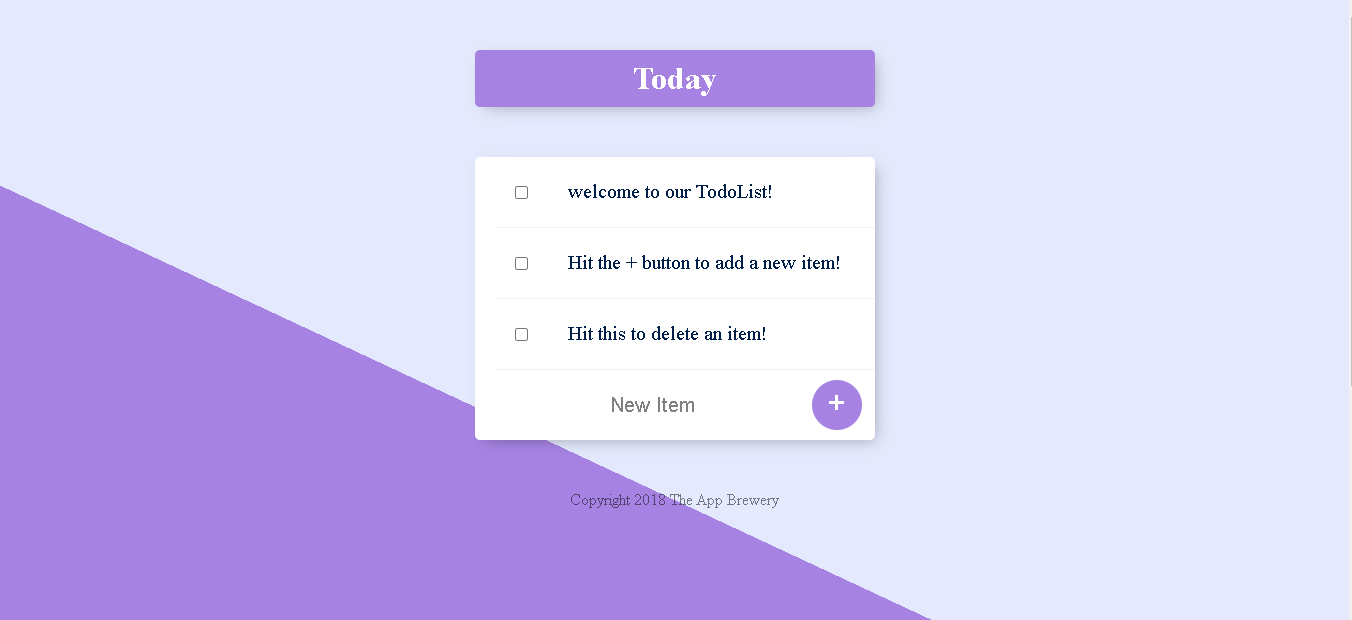 Today
welcome to our TodoList!
Hit the + button to add a new item!
Hit this to delete an item!
New Item
+
Copyright 2018 The App Brewery